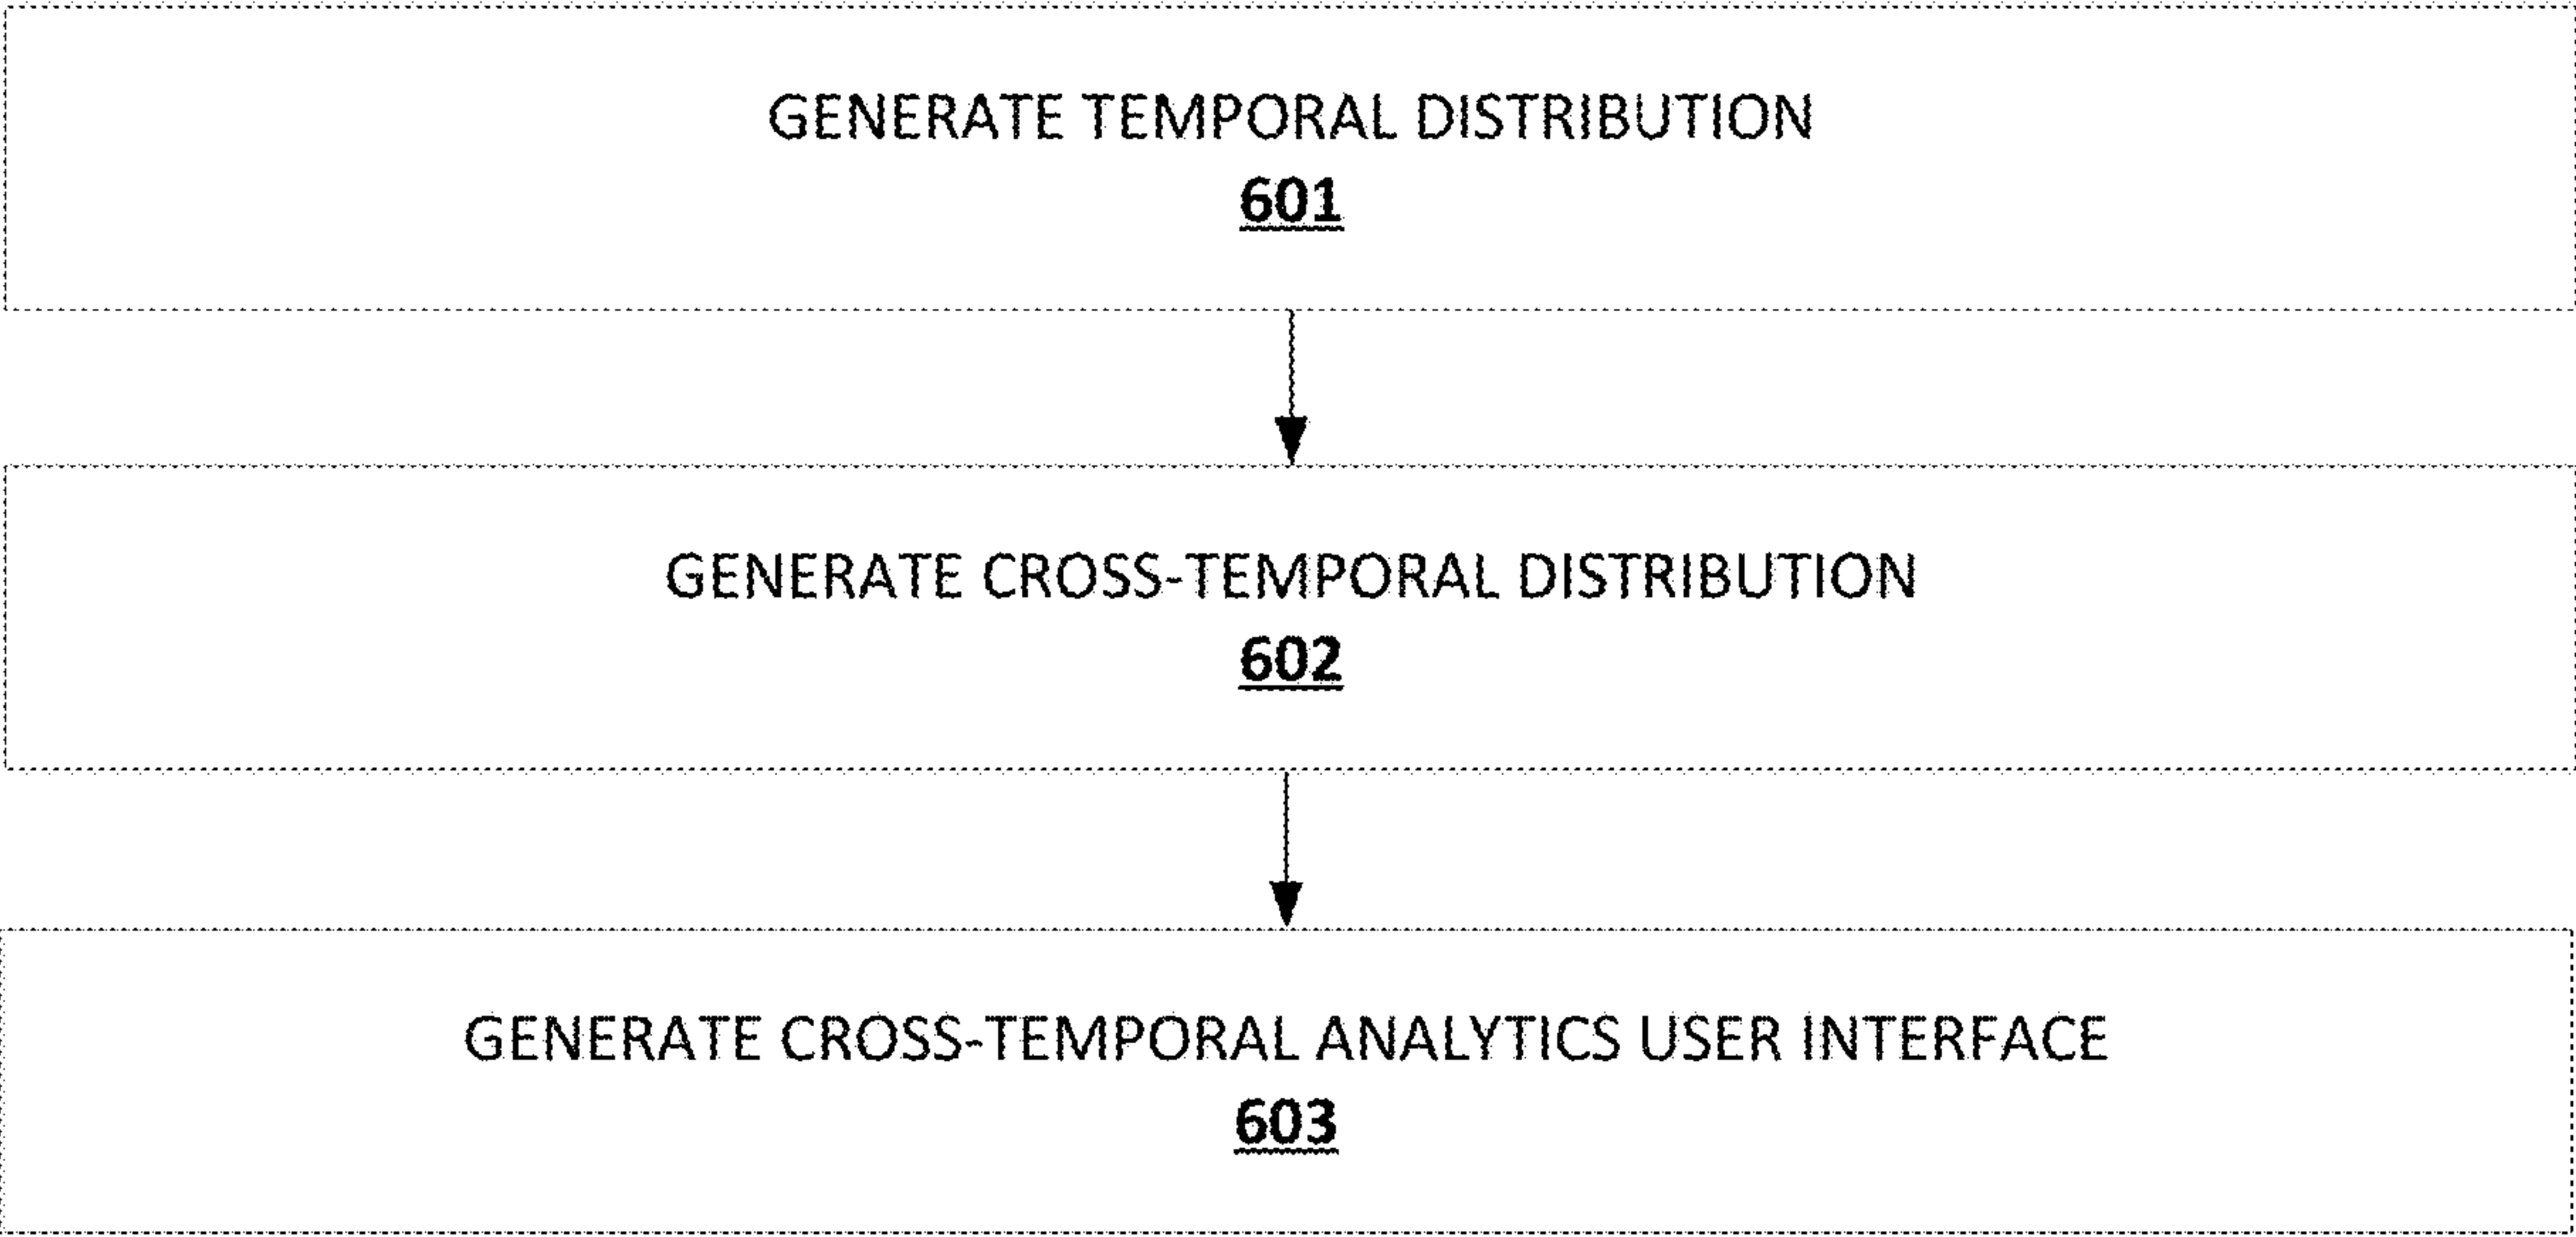 GENERATE TEMPORAL DISTRIBUTION
601
GENERATE CROSS-TEMPORAL DISTRIBUTION
602
GENERATE CROSS-TEMPORAL ANALYTICS USER INTERFACE
603